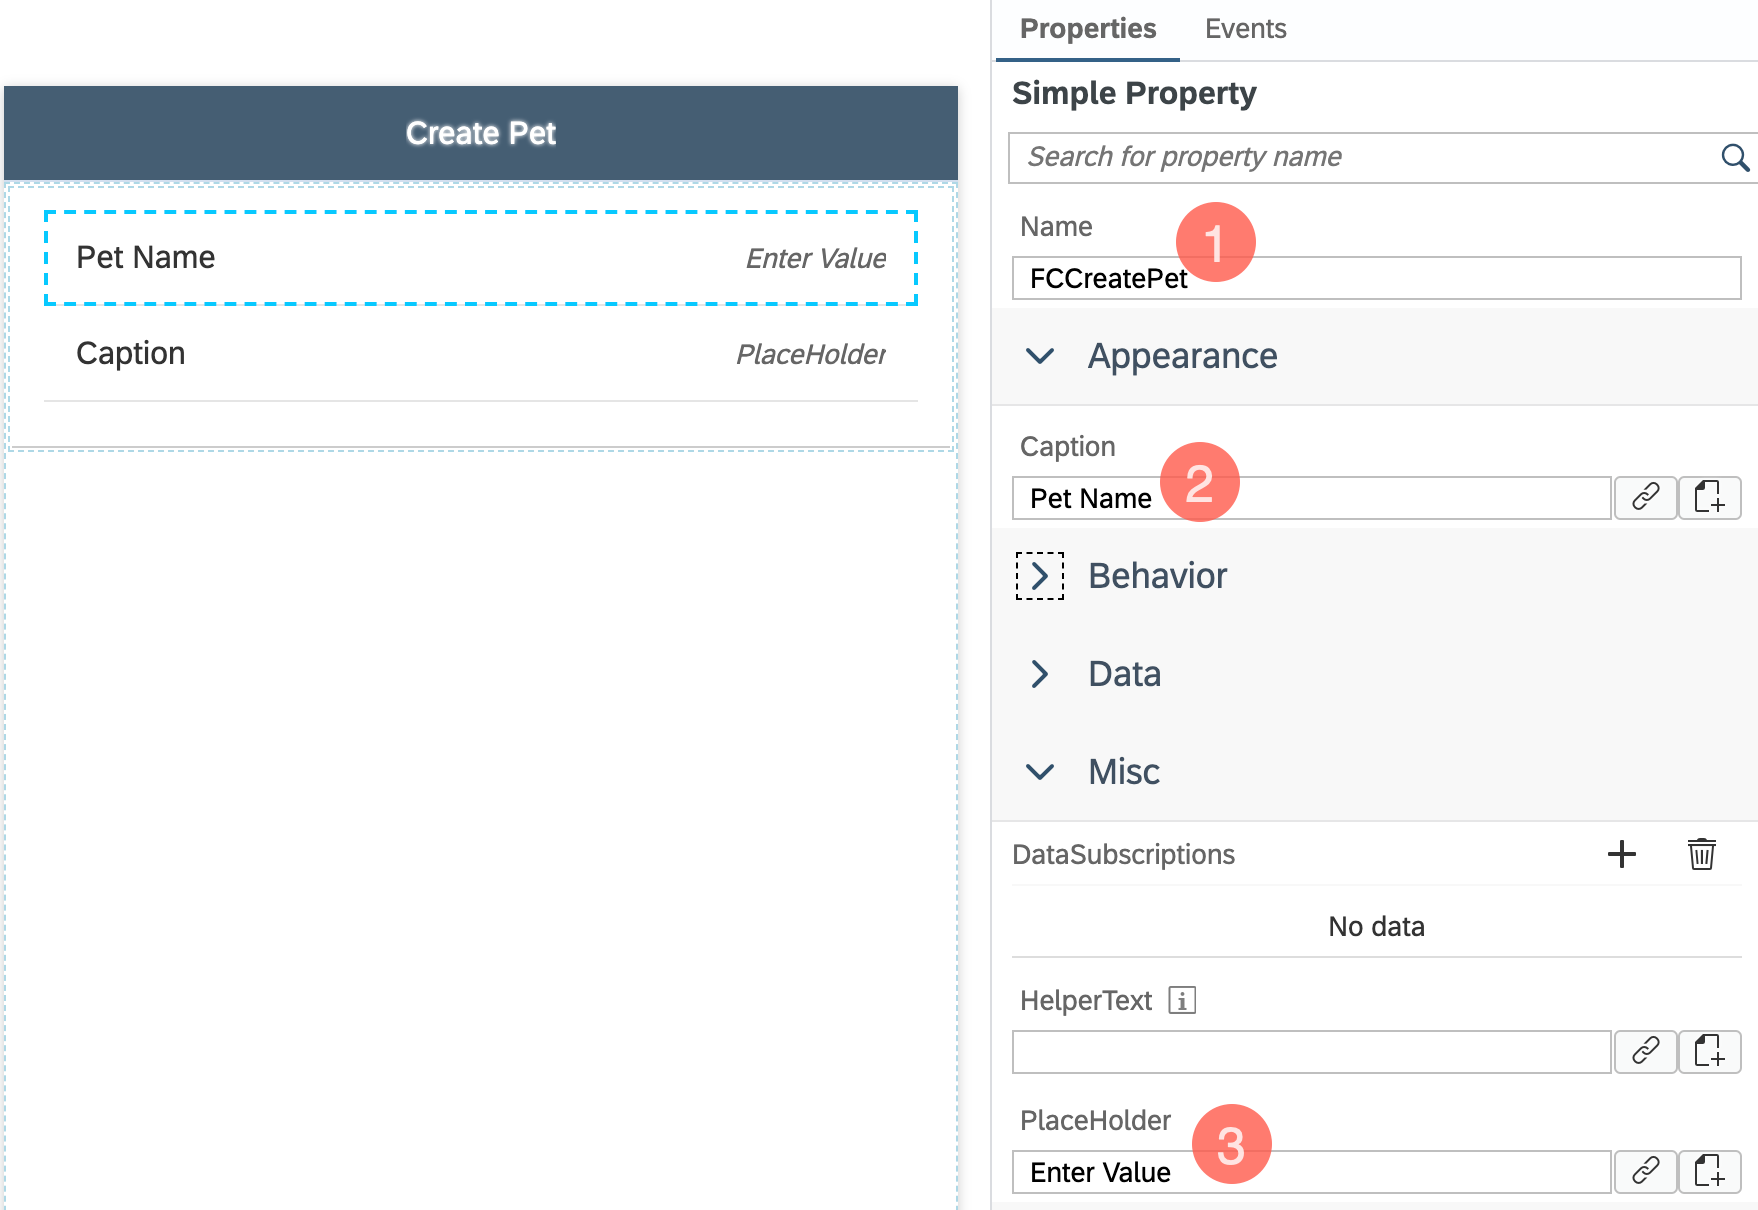 Create Pet
Pet Name Enter Value
Caption PlaceHolder
Properties Events
Simple Property
Search for property name
Name
1
FCCreatePet
Appearance
Caption
2
Pet Name
Behavior
Data
Misc
DataSubscriptions
No data
HelperText i
PlaceHolder
3
Enter Value